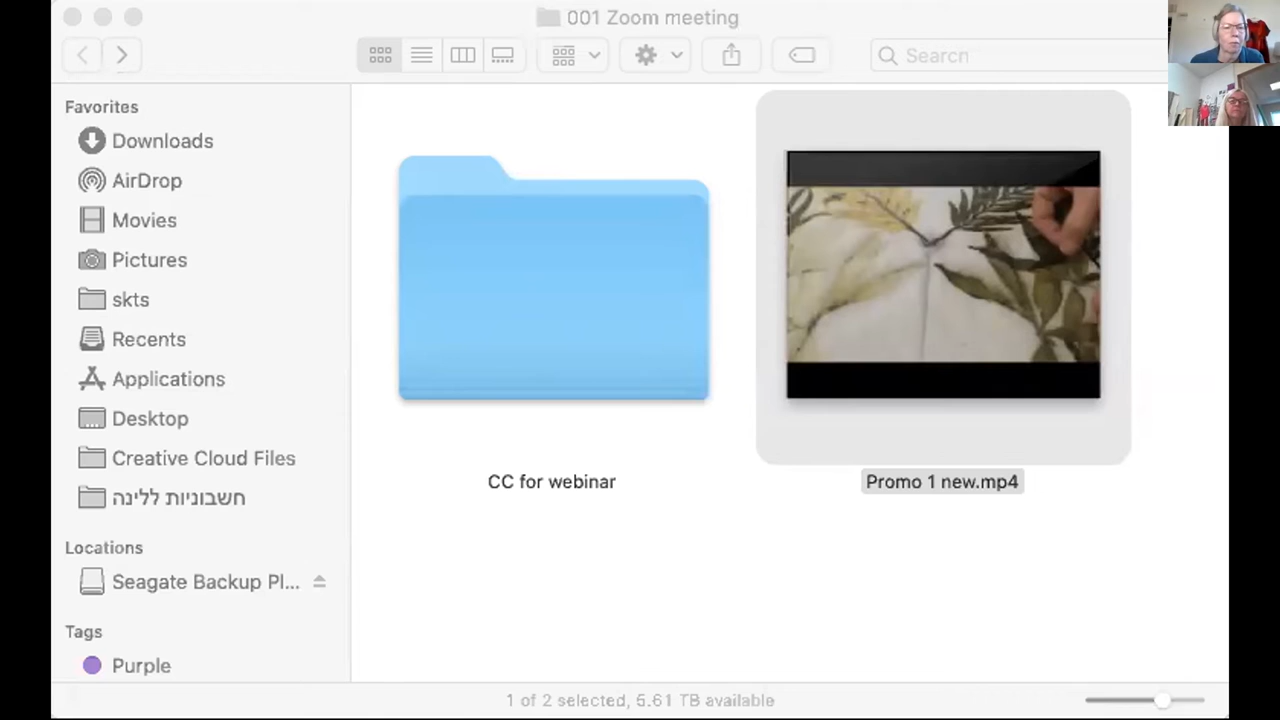 001 Zoom meeting
Search
Favorites
Downloads
AirDrop
Movies
Pictures
skts
Recents
Applications
Desktop
Creative Cloud Files
חשבוניות ללינה
Locations
Seagate Backup Pl...
Tags
Purple
CC for webinar
Promo 1 new.mp4
1 of 2 selected, 5.61 TB available